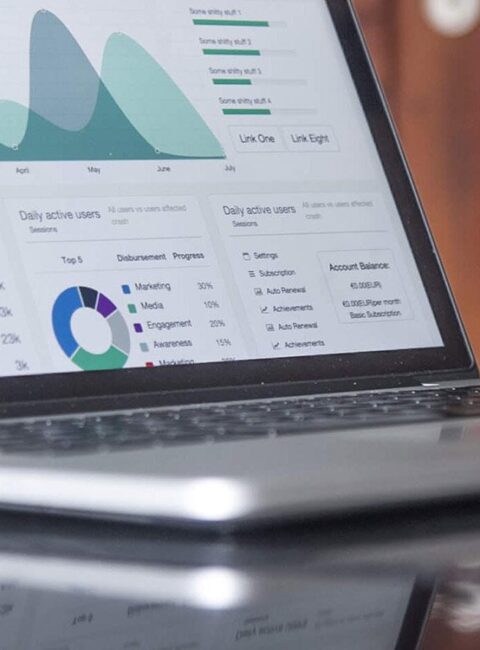 Some shitty stuff 1
Some shitty stuff 2
Some shitty stuff 3
Some shitty stuff 4
Link One
Link Eight
April
May
June
July
Daily active users
All users vs users affected
crash
Sessions
Top 5
Disbursement
Progress
Marketing
30%
Media
10%
Engagement
20%
Awareness
15%
Marketing
3k
23k
3k
Daily active users
All users vs users affected
crash
Sessions
Settings
Subscription
Auto Renewal
Achievements
Auto Renewal
Achievements
Account Balance:
€0.00(EUR)
€0.00(EUR)per month
Basic Subscription